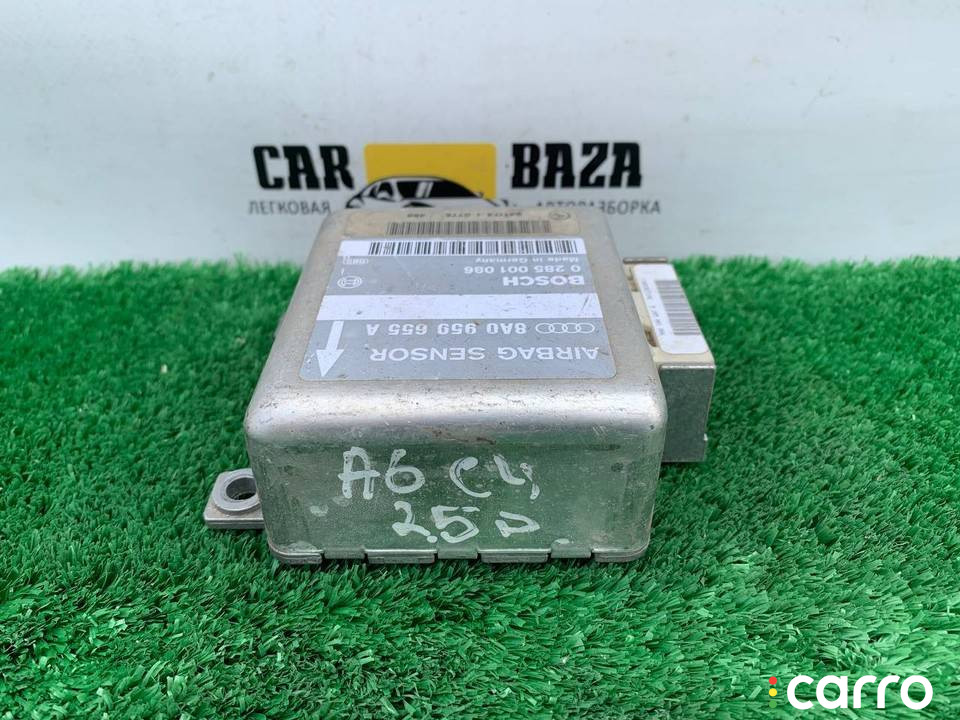 CAR BAZA
ЛЕГКОВАЯ АВТОРАЗБОРКА
AIRBAG SENSOR
8A0 959 655 A
BOSCH
0 285 001 086
Made in Germany
A6 C4
2.5 D
carro